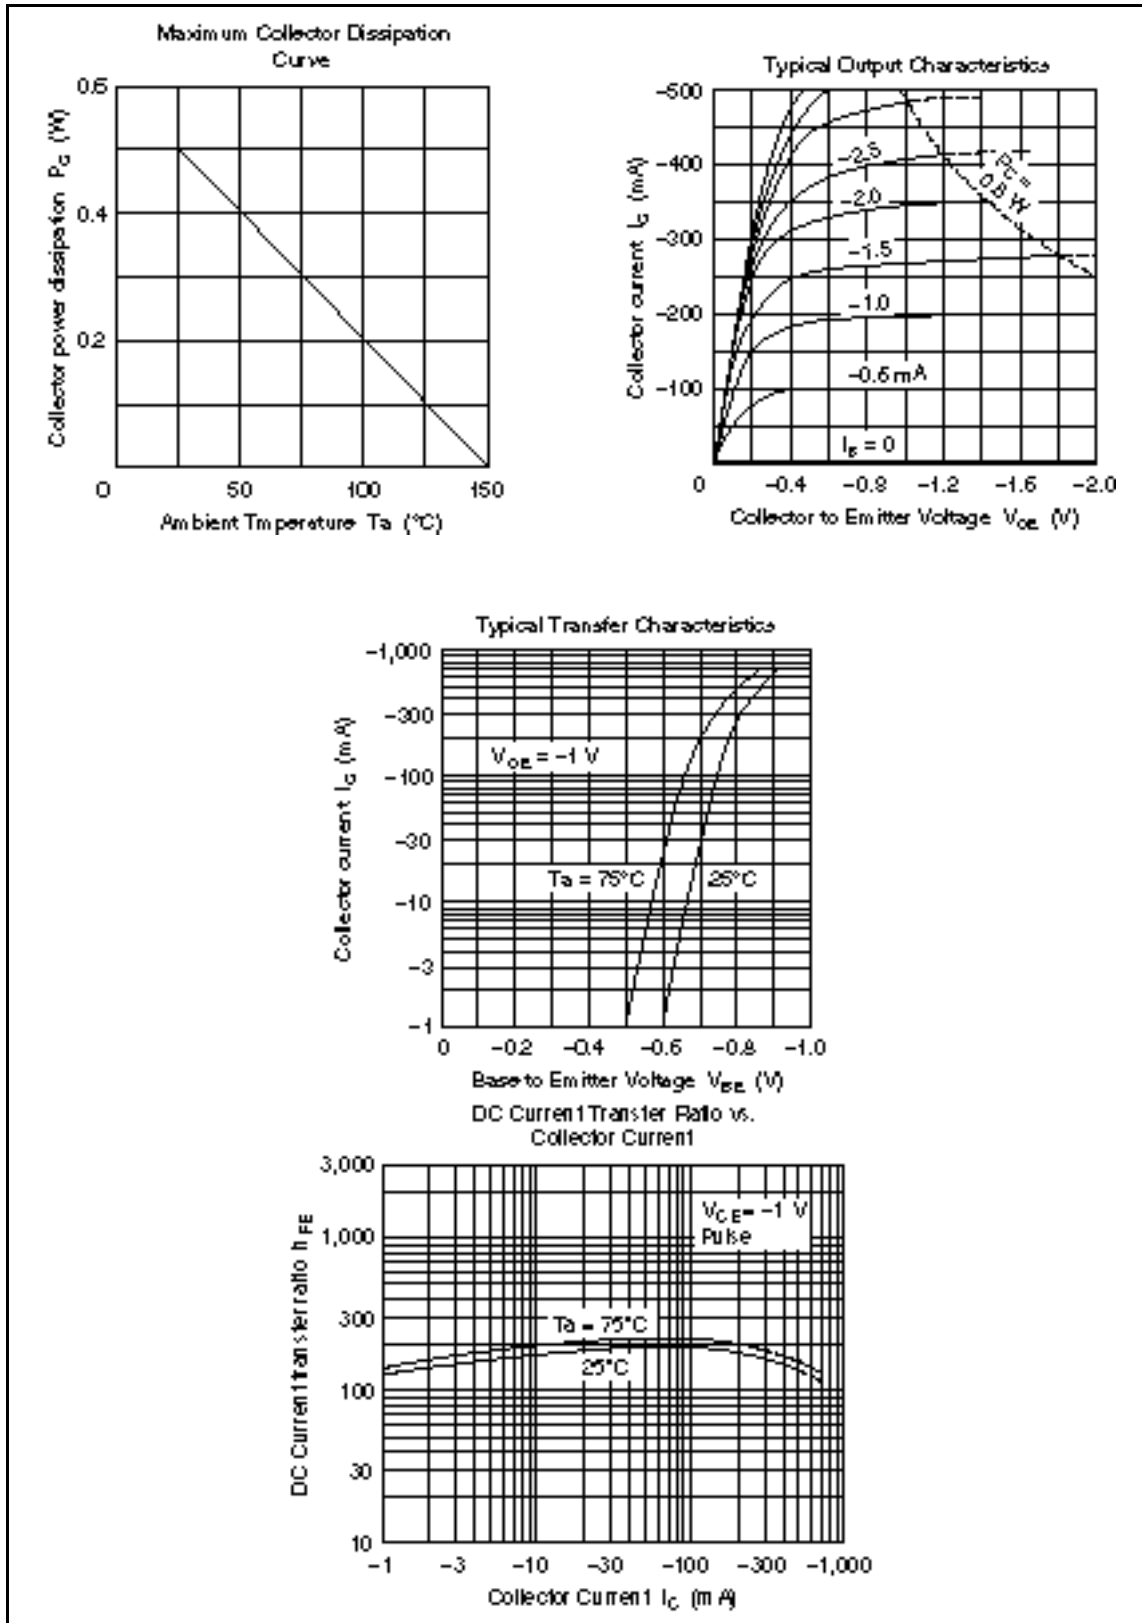 Maximum Collector Dissipation
Curve
Collector power dissipation PC (W)
0.6
0.4
0.2
0
50
100
150
Ambient Tmperature Ta (°C)
Typical Output Characteristics
Collector current IC (mA)
–500
–400
–300
–200
–100
–2.5
–2.0
–1.5
–1.0
–0.5 mA
IB = 0
PC =
0.5 W
0
–0.4
–0.8
–1.2
–1.6
–2.0
Collector to Emitter Voltage VCE (V)
Typical Transfer Characteristics
Collector current IC (mA)
–1,000
–300
–100
–30
–10
–3
–1
VCE = –1 V
Ta = 75°C
25°C
0
–0.2
–0.4
–0.6
–0.8
–1.0
Base to Emitter Voltage VBE (V)
DC Current Transfer Ratio vs.
Collector Current
DC Current transfer ratio hFE
3,000
1,000
300
100
30
10
VCE = –1 V
Pulse
Ta = 75°C
25°C
–1
–3
–10
–30
–100
–300
–1,000
Collector Current IC (mA)